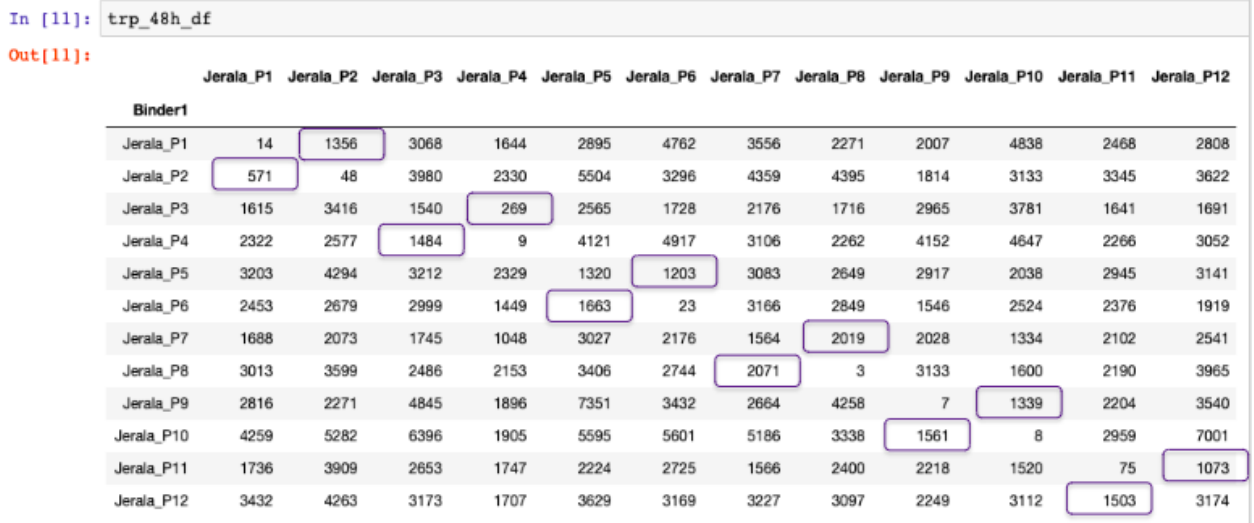 In [11]: trp_48h_df
Out[11]:
Jerala_P1 Jerala_P2 Jerala_P3 Jerala_P4 Jerala_P5 Jerala_P6 Jerala_P7 Jerala_P8 Jerala_P9 Jerala_P10 Jerala_P11 Jerala_P12
Binder1
Jerala_P1 14 1356 3068 1644 2895 4762 3556 2271 2007 4838 2468 2808
Jerala_P2 571 48 3980 2330 5504 3296 4359 4395 1814 3133 3345 3622
Jerala_P3 1615 3416 1540 269 2565 1728 2176 1716 2965 3781 1641 1691
Jerala_P4 2322 2577 1484 9 4121 4917 3106 2262 4152 4647 2266 3052
Jerala_P5 3203 4294 3212 2329 1320 1203 3083 2649 2917 2038 2945 3141
Jerala_P6 2453 2679 2999 1449 1663 23 3166 2849 1546 2524 2376 1919
Jerala_P7 1688 2073 1745 1048 3027 2176 1564 2019 2028 1334 2102 2541
Jerala_P8 3013 3599 2486 2153 3406 2744 2071 3 3133 1600 2190 3965
Jerala_P9 2816 2271 4845 1896 7351 3432 2664 4258 7 1339 2204 3540
Jerala_P10 4259 5282 6396 1905 5595 5601 5186 3338 1561 8 2959 7001
Jerala_P11 1736 3909 2653 1747 2224 2725 1566 2400 2218 1520 75 1073
Jerala_P12 3432 4263 3173 1707 3629 3169 3227 3097 2249 3112 1503 3174